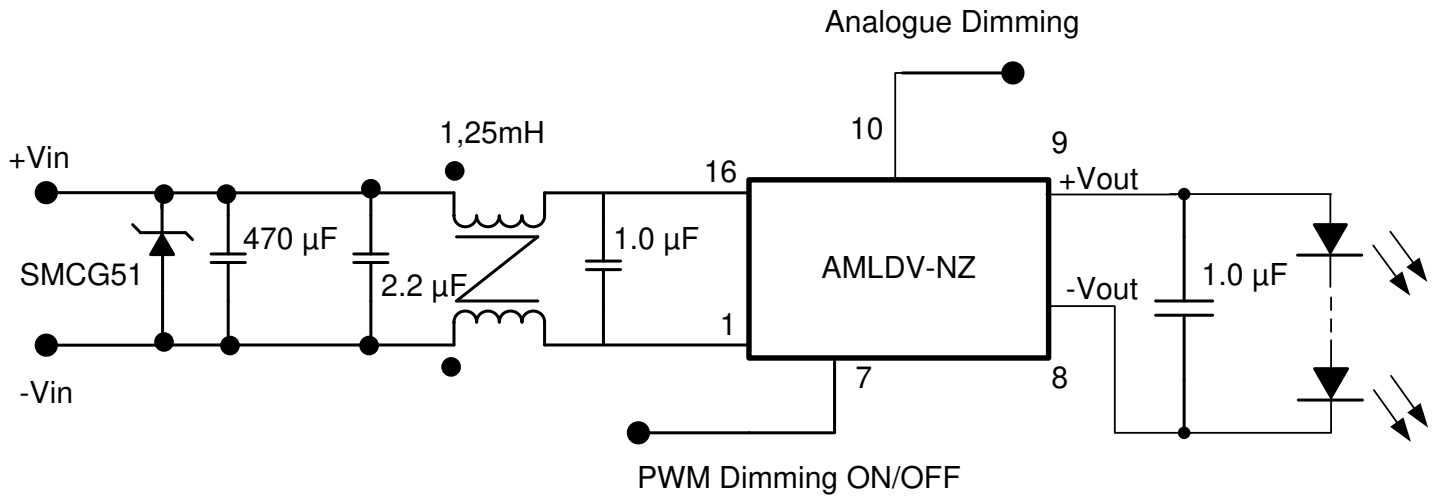 Analogue Dimming
1,25mH
10
9
+Vin
16
+Vout
470 µF
1.0 µF
SMCG51
2.2 µF
AMLDV-NZ
1.0 µF
-Vout
1
-Vin
7
8
PWM Dimming ON/OFF